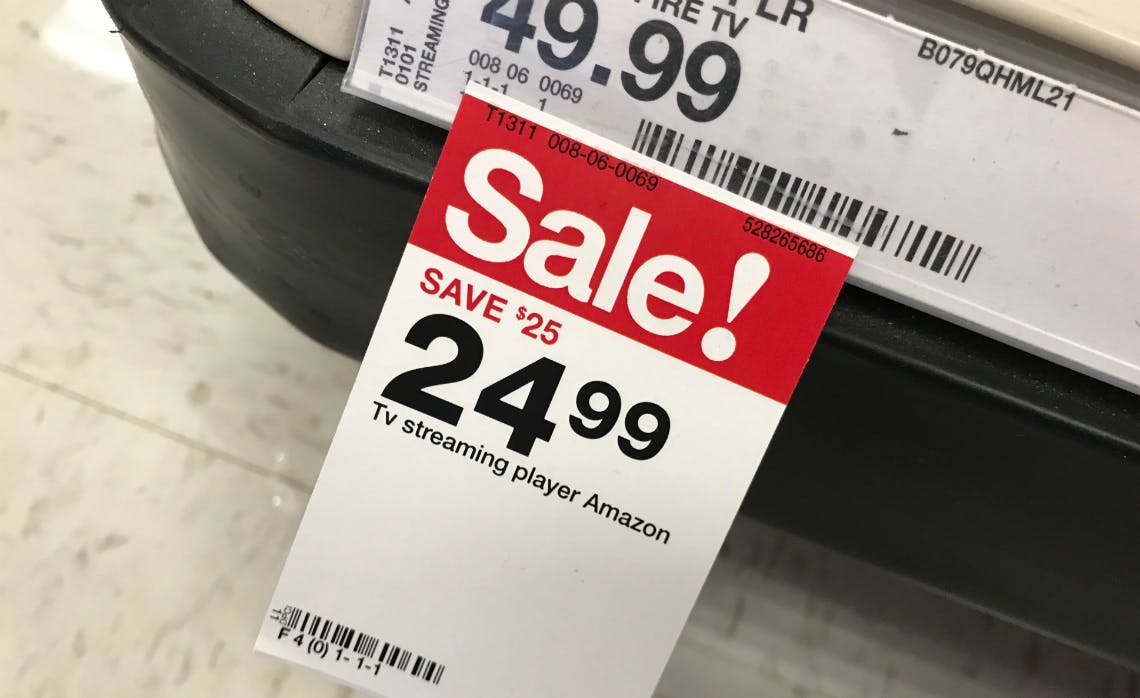 PLR
FIRE TV
49.99
B079QHML21
T1311
0101
STREAMING
008 06 0069
1-1-1 1
T1311 008-06-0069
528265686
Sale!
SAVE $25
24 99
Tv streaming player Amazon
F 4 (0) 1- 1-1